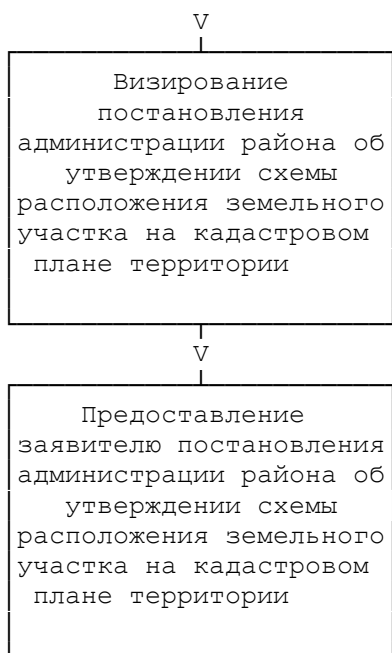 V
Визирование
постановления
администрации района об
утверждении схемы
расположения земельного
участка на кадастровом
плане территории
V
Предоставление
заявителю постановления
администрации района об
утверждении схемы
расположения земельного
участка на кадастровом
плане территории